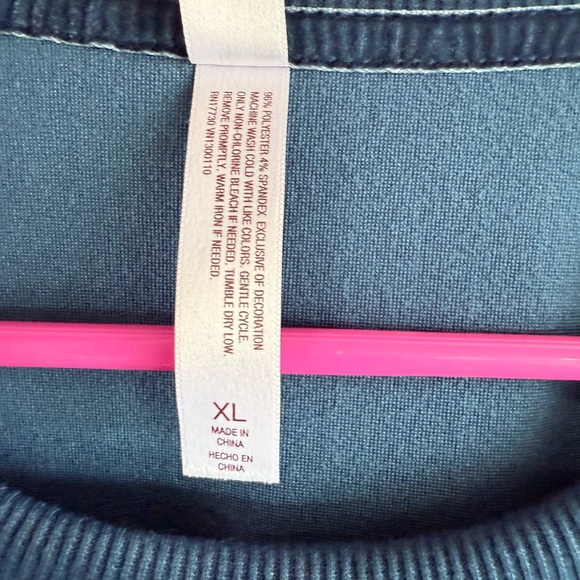 96% POLYESTER 4% SPANDEX EXCLUSIVE OF DECORATION
MACHINE WASH COLD WITH LIKE COLORS. GENTLE CYCLE.
ONLY NON-CHLORINE BLEACH IF NEEDED. TUMBLE DRY LOW.
REMOVE PROMPTLY. WARM IRON IF NEEDED.
RN17730 VN1300110
XL
MADE IN
CHINA
HECHO EN
CHINA